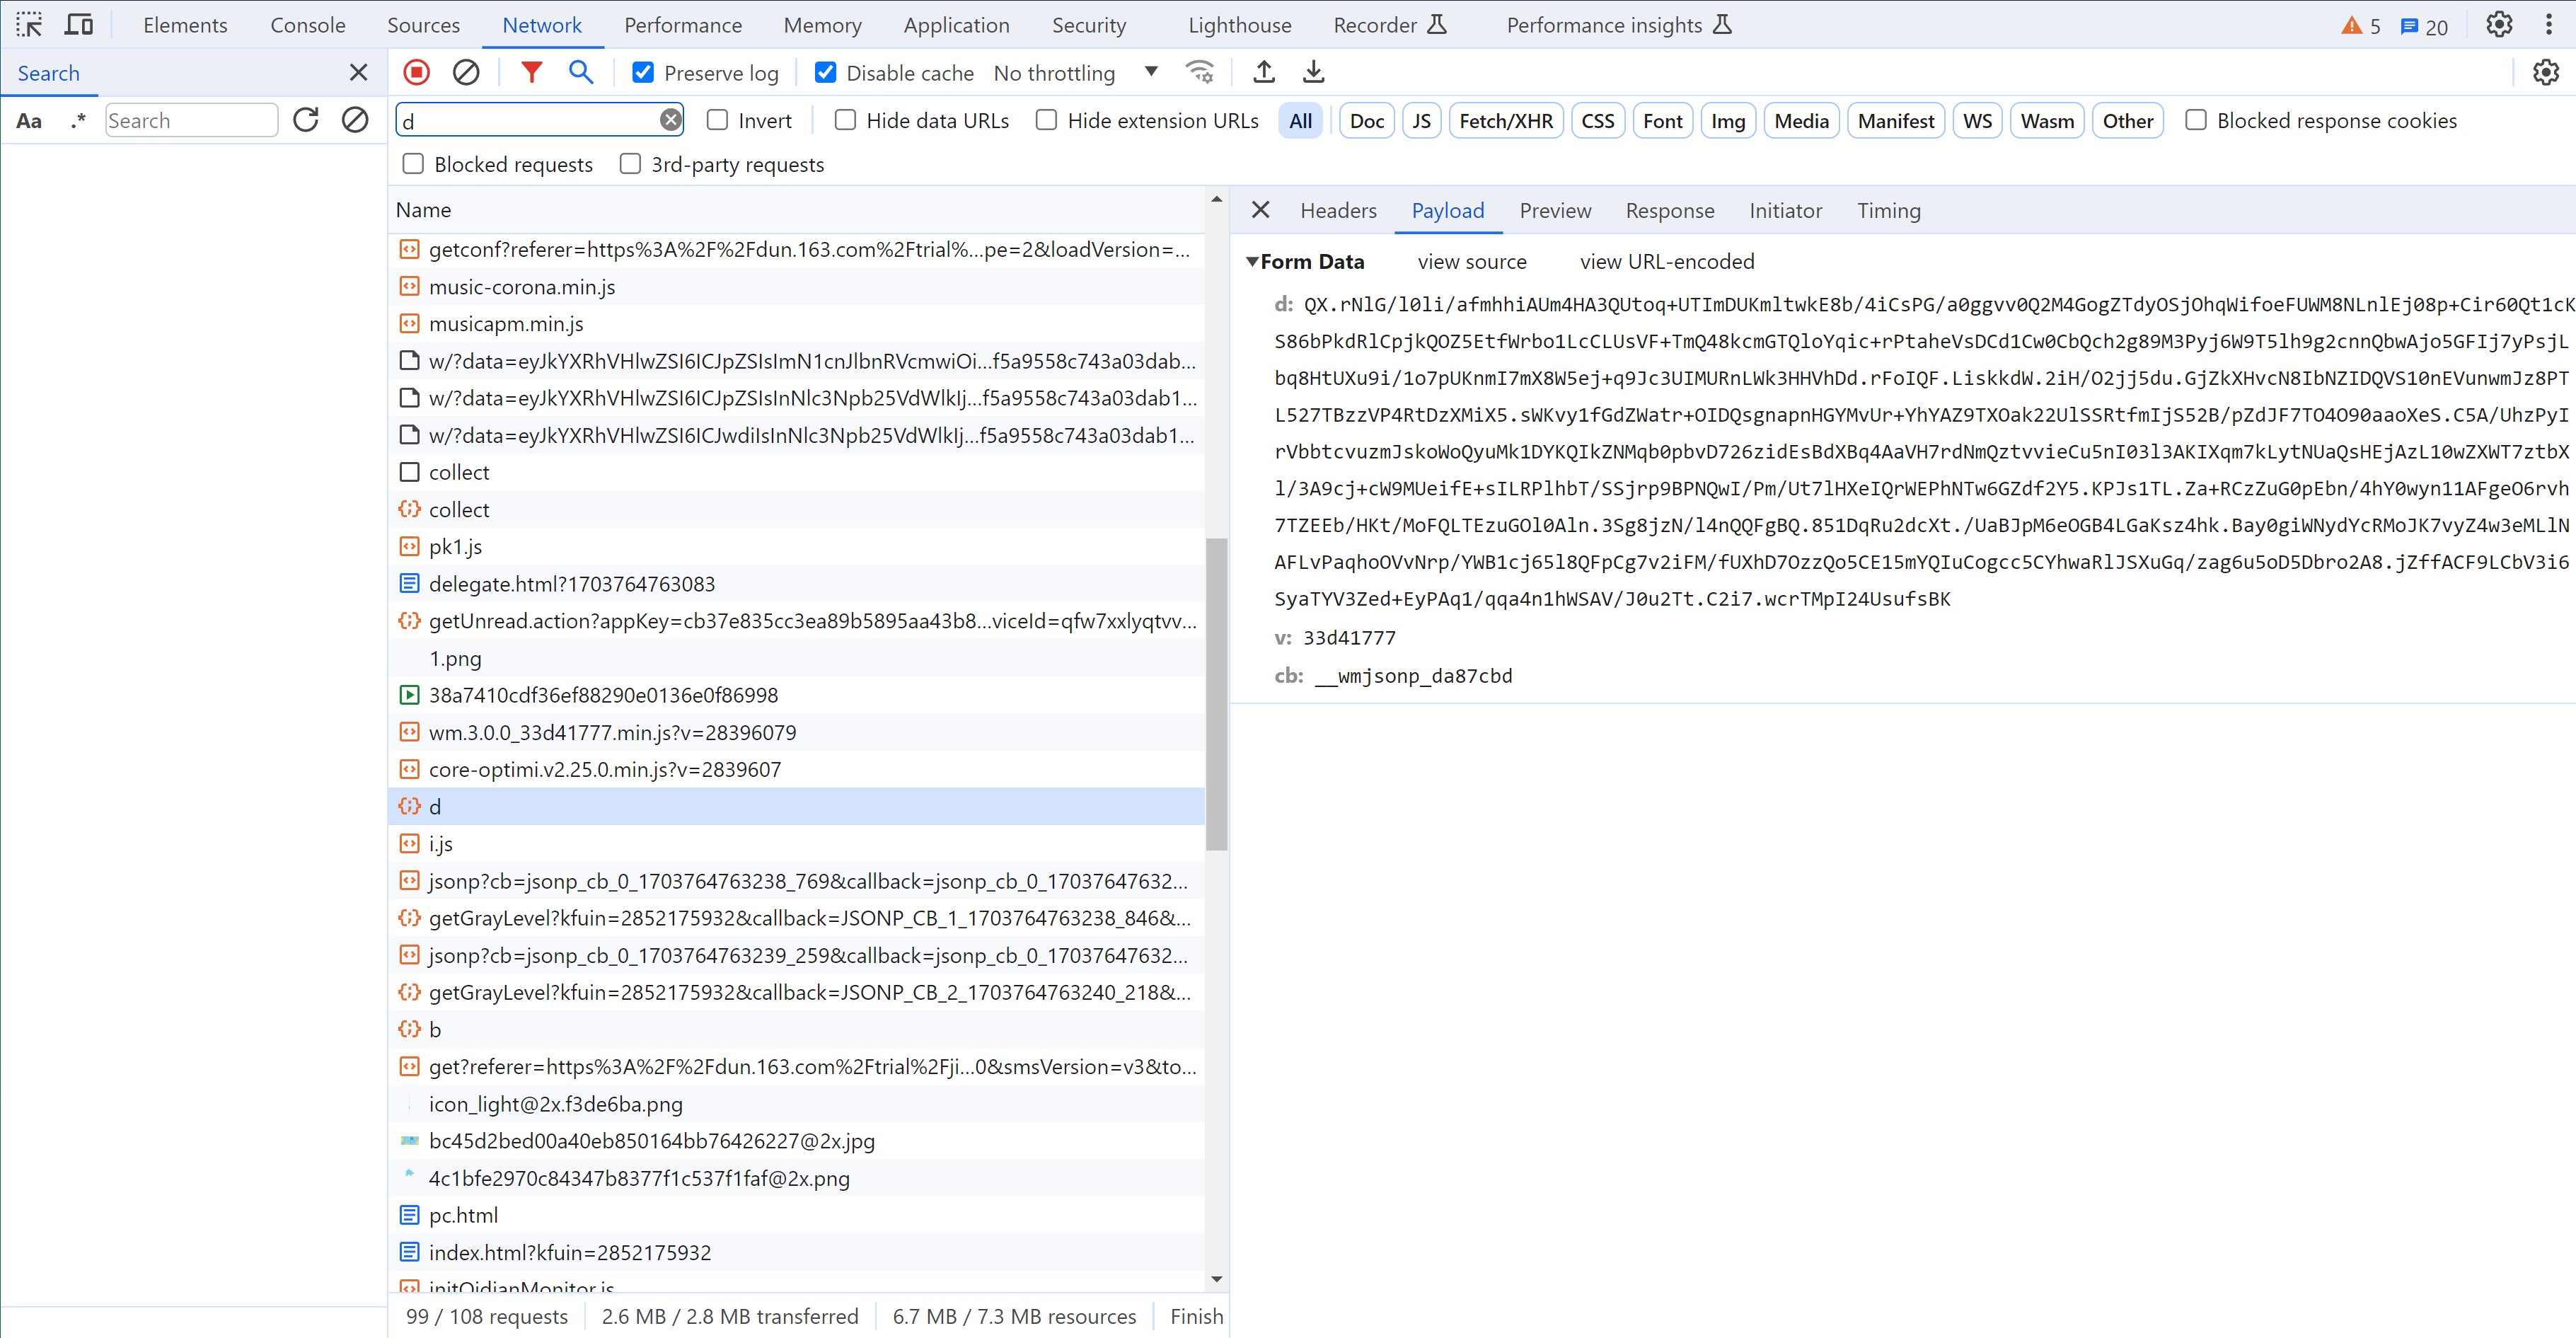 Elements Console Sources Network Performance Memory Application Security Lighthouse Recorder Performance insights 5 20
Search
Preserve log Disable cache No throttling
Aa .* Search
d Invert Hide data URLs Hide extension URLs All Doc JS Fetch/XHR CSS Font Img Media Manifest WS Wasm Other Blocked response cookies
Blocked requests 3rd-party requests
Name
getconf?referer=https%3A%2F%2Fdun.163.com%2Ftrial%...pe=2&loadVersion=...
music-corona.min.js
musicapm.min.js
w/?data=eyJkYXRhVHlwZSI6ICJpZSIsImN1cnJlbnRVcmwiOi...f5a9558c743a03dab...
w/?data=eyJkYXRhVHlwZSI6ICJpZSIsInNlc3Npb25VdWlkIj...f5a9558c743a03dab1...
w/?data=eyJkYXRhVHlwZSI6ICJwdiIsInNlc3Npb25VdWlkIj...f5a9558c743a03dab1...
collect
collect
pk1.js
delegate.html?1703764763083
getUnread.action?appKey=cb37e835cc3ea89b5895aa43b8...viceId=qfw7xxlyqtvv...
1.png
38a7410cdf36ef88290e0136e0f86998
wm.3.0.0_33d41777.min.js?v=28396079
core-optimi.v2.25.0.min.js?v=2839607
d
i.js
jsonp?cb=jsonp_cb_0_1703764763238_769&callback=jsonp_cb_0_17037647632...
getGrayLevel?kfuin=2852175932&callback=JSONP_CB_1_1703764763238_846&...
jsonp?cb=jsonp_cb_0_1703764763239_259&callback=jsonp_cb_0_17037647632...
getGrayLevel?kfuin=2852175932&callback=JSONP_CB_2_1703764763240_218&...
b
get?referer=https%3A%2F%2Fdun.163.com%2Ftrial%2Fji...0&smsVersion=v3&to...
icon_light@2x.f3de6ba.png
bc45d2bed00a40eb850164bb76426227@2x.jpg
4c1bfe2970c84347b8377f1c537f1faf@2x.png
pc.html
index.html?kfuin=2852175932
initQidianMonitor.js
99 / 108 requests 2.6 MB / 2.8 MB transferred 6.7 MB / 7.3 MB resources Finish
Headers Payload Preview Response Initiator Timing
Form Data view source view URL-encoded
d: QX.rNlG/l0li/afmhhiAUm4HA3QUtoq+UTImDUKmltwkE8b/4iCsPG/a0ggvv0Q2M4GogZTdyOSjOhqWifoeFUWM8NLnlEj08p+Cir60Qt1cK
S86bPkdRlCpjkQOZ5EtfWrbo1LcCLUsVF+TmQ48kcmGTQloYqic+rPtaheVsDCd1Cw0CbQch2g89M3Pyj6W9T5lh9g2cnnQbwAjo5GFIj7yPsjL
bq8HtUXu9i/1o7pUKnmI7mX8W5ej+q9Jc3UIMURnLWk3HHVhDd.rFoIQF.LiskkdW.2iH/O2jj5du.GjZkXHvcN8IbNZIDQVS10nEVunwmJz8PT
L527TBzzVP4RtDzXMiX5.sWKvy1fGdZWatr+OIDQsgnapnHGYMvUr+YhYAZ9TXOak22UlSSRtfmIjS52B/pZdJF7TO4O90aaoXeS.C5A/UhzPyI
rVbbtcvuzmJskoWoQyuMk1DYKQIkZNMqb0pbvD726zidEsBdXBq4AaVH7rdNmQztvvieCu5nI03l3AKIXqm7kLytNUaQsHEjAzL10wZXWT7ztbX
l/3A9cj+cW9MUeifE+sILRPlhbT/SSjrp9BPNQwI/Pm/Ut7lHXeIQrWEPhNTw6GZdf2Y5.KPJs1TL.Za+RCzZuG0pEbn/4hY0wyn11AFgeO6rvh
7TZEEb/HKt/MoFQLTEzuGOl0Aln.3Sg8jzN/l4nQQFgBQ.851DqRu2dcXt./UaBJpM6eOGB4LGaKsz4hk.Bay0giWNydYcRMoJK7vyZ4w3eMLlN
AFLvPaqhoOVvNrp/YWB1cj65l8QFpCg7v2iFM/fUXhD7OzzQo5CE15mYQIuCogcc5CYhwaRlJSXuGq/zag6u5oD5Dbro2A8.jZffACF9LCbV3i6
SyaTYV3Zed+EyPAq1/qqa4n1hWSAV/J0u2Tt.C2i7.wcrTMpI24UsufsBK
v: 33d41777
cb: __wmjsonp_da87cbd